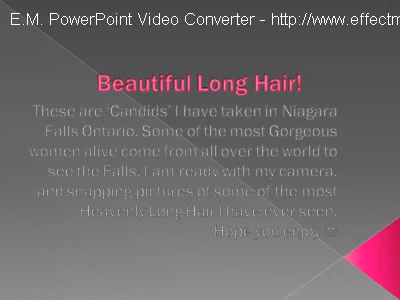 E.M. PowerPoint Video Converter - http://www.effectm
Beautiful Long Hair!
These are ‘Candids’ I have taken in Niagara
Falls Ontario. Some of the most Gorgeous
women alive come from all over the world to
see the Falls. I am ready with my camera,
and snapping pictures of some of the most
Heavenly Long Hair I have ever seen.
Hope you enjoy